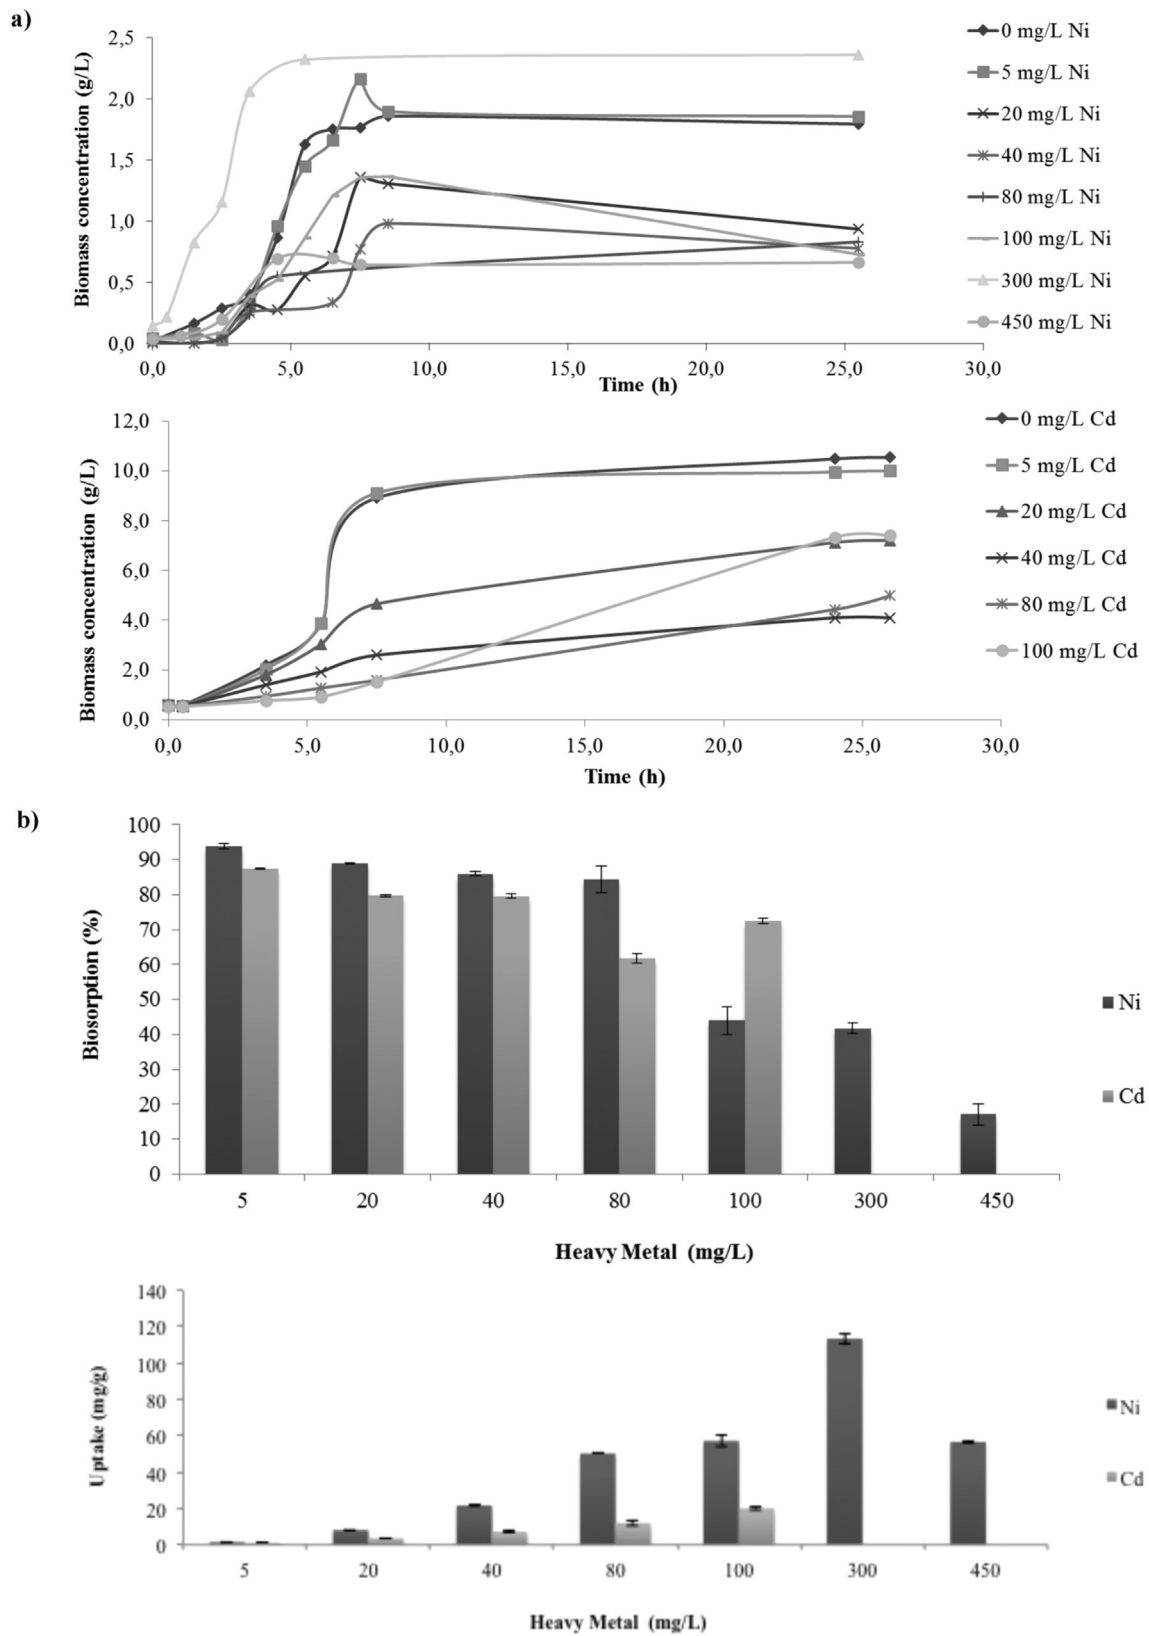 a)
Biomass concentration (g/L)
2,5
2,0
1,5
1,0
0,5
0,0
0,0 5,0 10,0 15,0 20,0 25,0 30,0
Time (h)
0 mg/L Ni
5 mg/L Ni
20 mg/L Ni
40 mg/L Ni
80 mg/L Ni
100 mg/L Ni
300 mg/L Ni
450 mg/L Ni
Biomass concentration (g/L)
12,0
10,0
8,0
6,0
4,0
2,0
0,0
0,0 5,0 10,0 15,0 20,0 25,0 30,0
Time (h)
0 mg/L Cd
5 mg/L Cd
20 mg/L Cd
40 mg/L Cd
80 mg/L Cd
100 mg/L Cd
b)
Biosorption (%)
100
90
80
70
60
50
40
30
20
10
0
5 20 40 80 100 300 450
Heavy Metal (mg/L)
Ni
Cd
Uptake (mg/g)
140
120
100
80
60
40
20
0
5 20 40 80 100 300 450
Heavy Metal (mg/L)
Ni
Cd